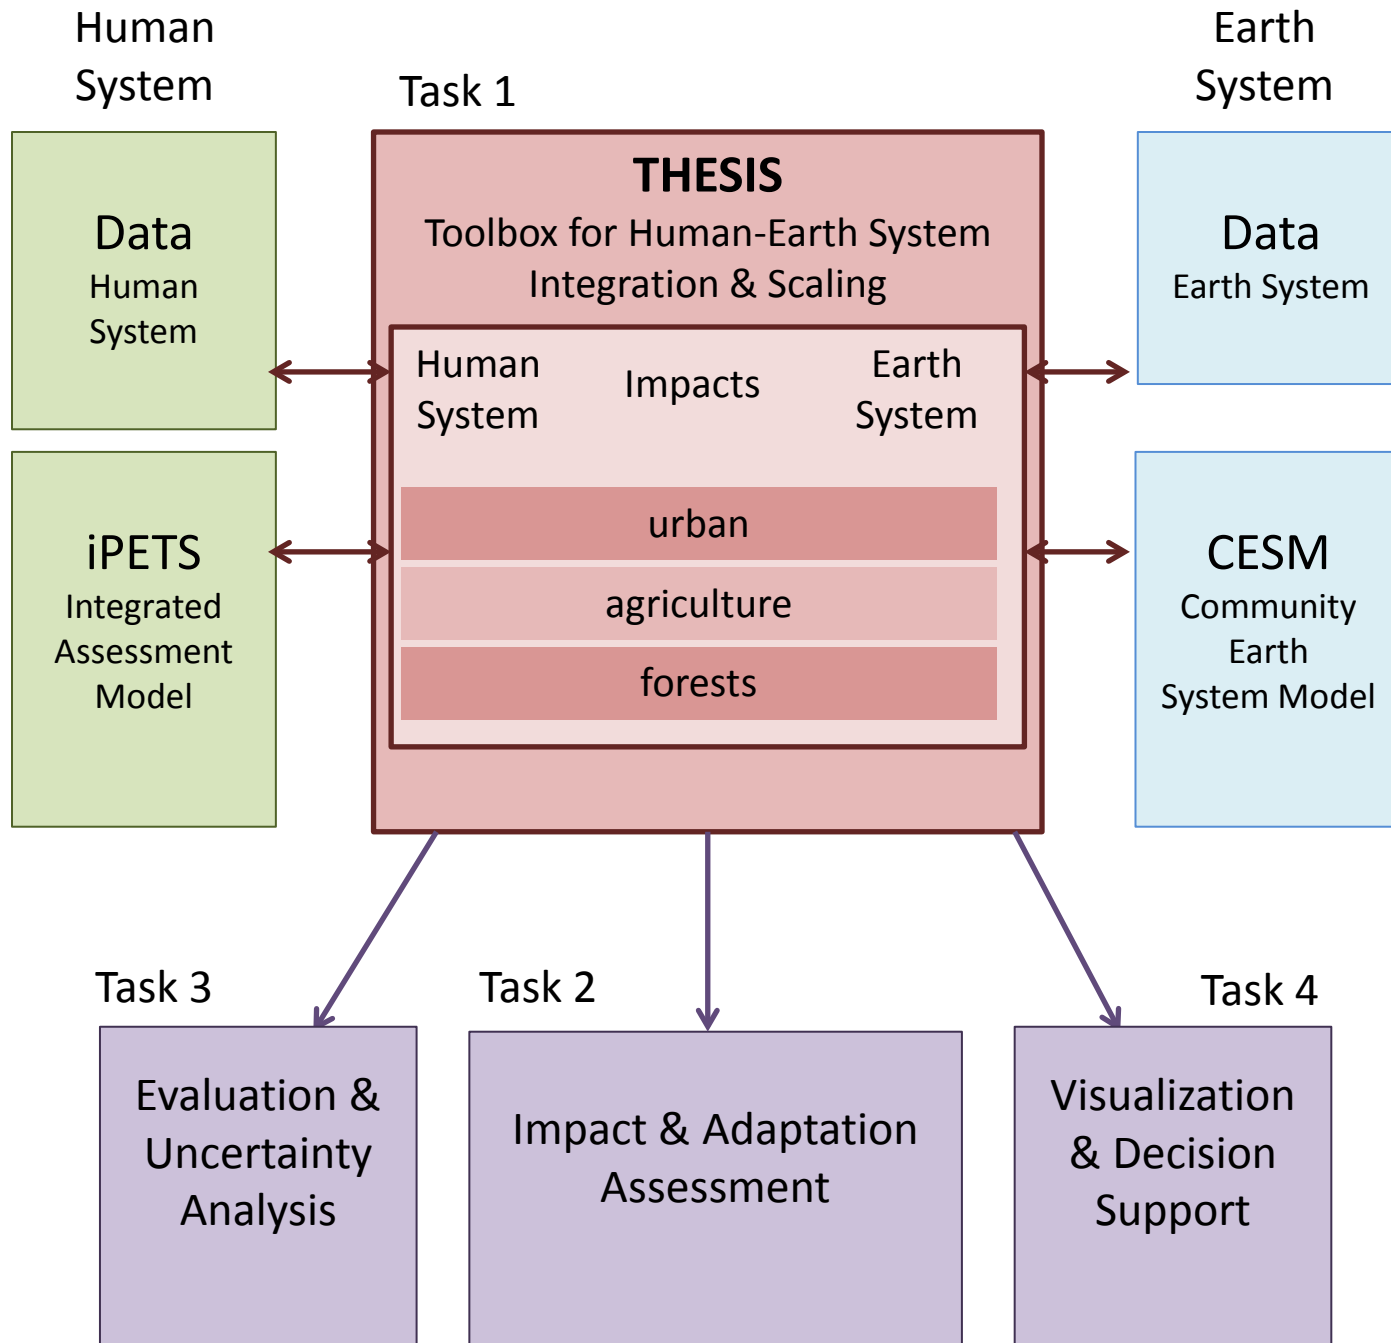 Human
System
Earth
System
Task 1
Data
Human
System
iPETS
Integrated
Assessment
Model
THESIS
Toolbox for Human-Earth System
Integration & Scaling
Human
System
Impacts
Earth
System
urban
agriculture
forests
Data
Earth System
CESM
Community
Earth
System Model
Task 3
Evaluation &
Uncertainty
Analysis
Task 2
Impact & Adaptation
Assessment
Task 4
Visualization
& Decision
Support